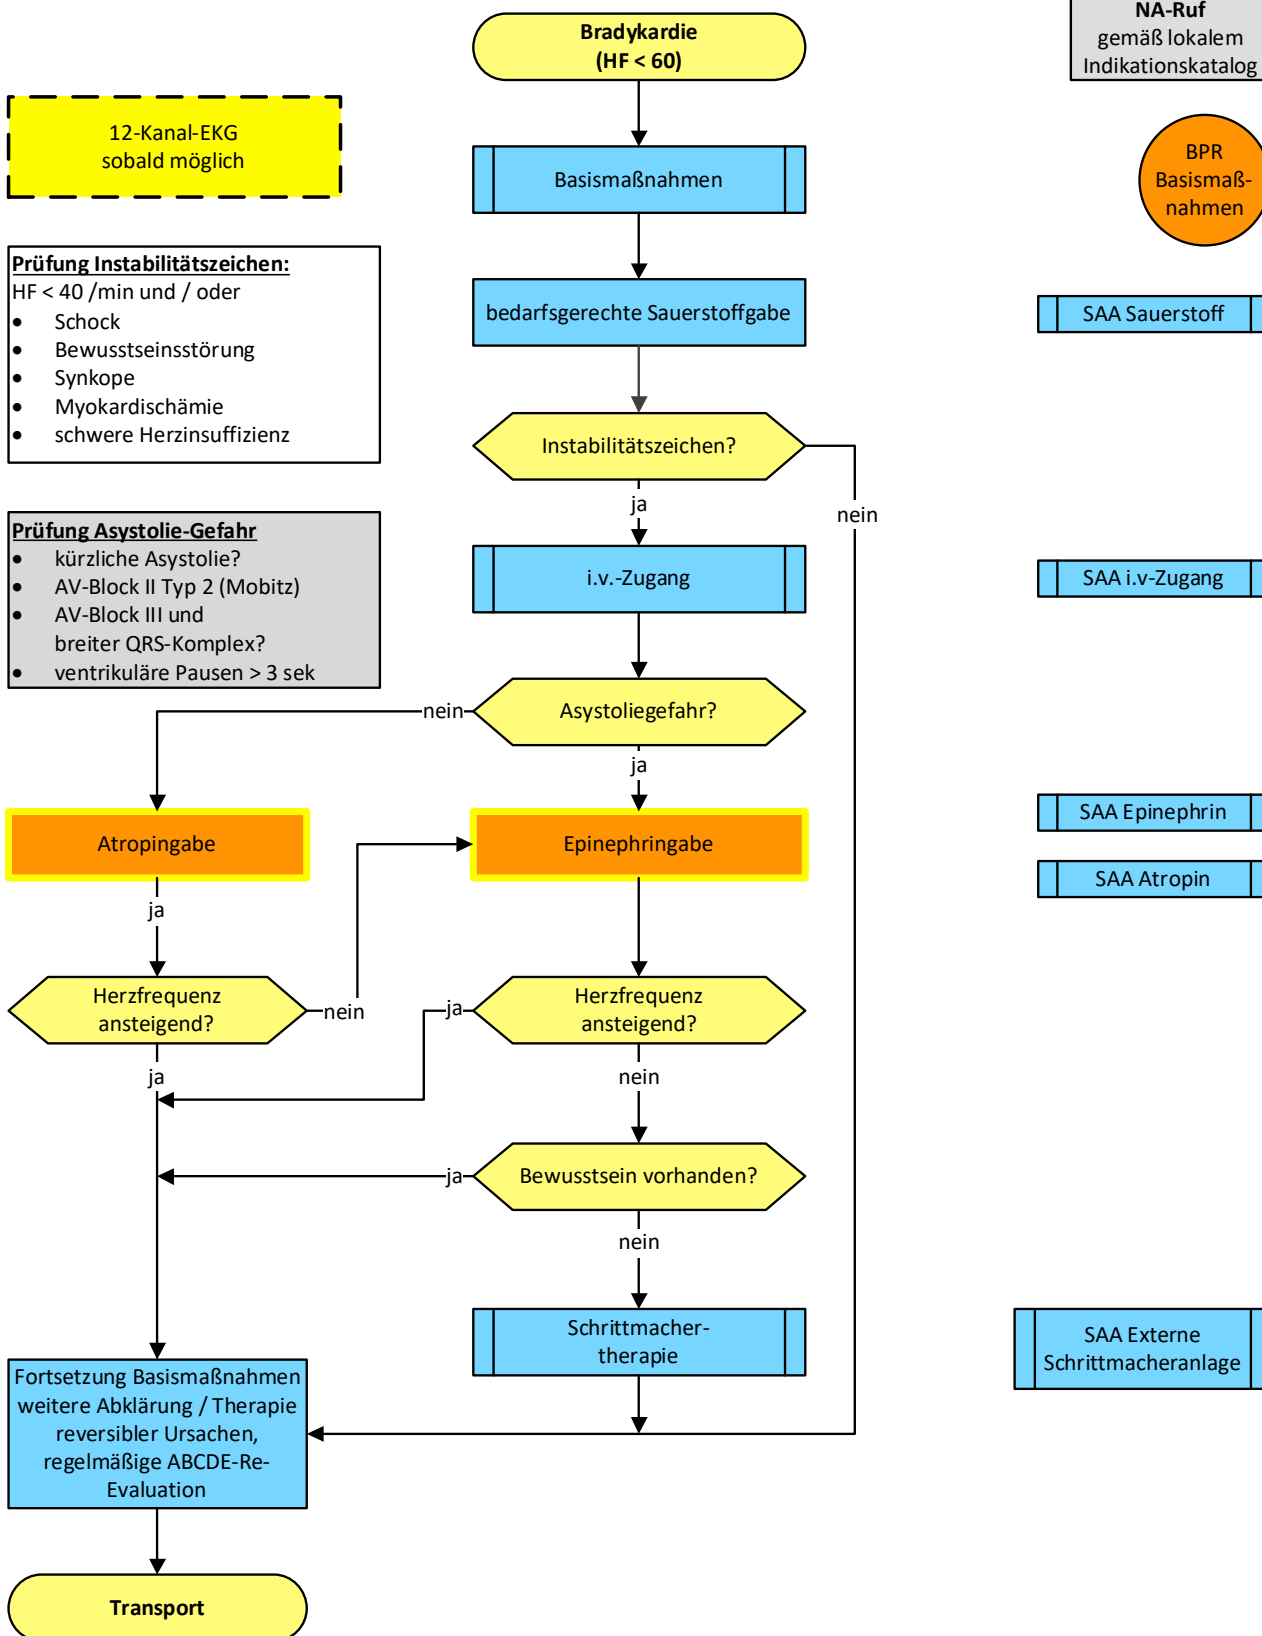 Bradykardie
(HF < 60)
NA-Ruf
gemäß lokalem
Indikationskatalog
12-Kanal-EKG
sobald möglich
Basismaßnahmen
BPR
Basismaß-
nahmen
Prüfung Instabilitätszeichen:
HF < 40 /min und / oder
• Schock
• Bewusstseinsstörung
• Synkope
• Myokardischämie
• schwere Herzinsuffizienz
bedarfsgerechte Sauerstoffgabe
SAA Sauerstoff
Instabilitätszeichen?
ja
nein
Prüfung Asystolie-Gefahr
• kürzliche Asystolie?
• AV-Block II Typ 2 (Mobitz)
• AV-Block III und
breiter QRS-Komplex?
• ventrikuläre Pausen > 3 sek
i.v.-Zugang
SAA i.v-Zugang
nein
Asystoliegefahr?
ja
Atropingabe
Epinephringabe
SAA Epinephrin
SAA Atropin
ja
Herzfrequenz
ansteigend?
nein
ja
Herzfrequenz
ansteigend?
ja
nein
ja
Bewusstsein vorhanden?
nein
Schrittmacher-
therapie
SAA Externe
Schrittmacheranlage
Fortsetzung Basismaßnahmen
weitere Abklärung / Therapie
reversibler Ursachen,
regelmäßige ABCDE-Re-
Evaluation
Transport